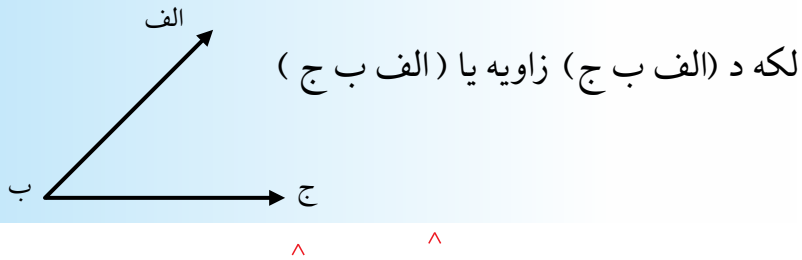 الف
لکه د (الف ب ج) زاویه یا ( الف ب ج )
ب
ج
^ ^